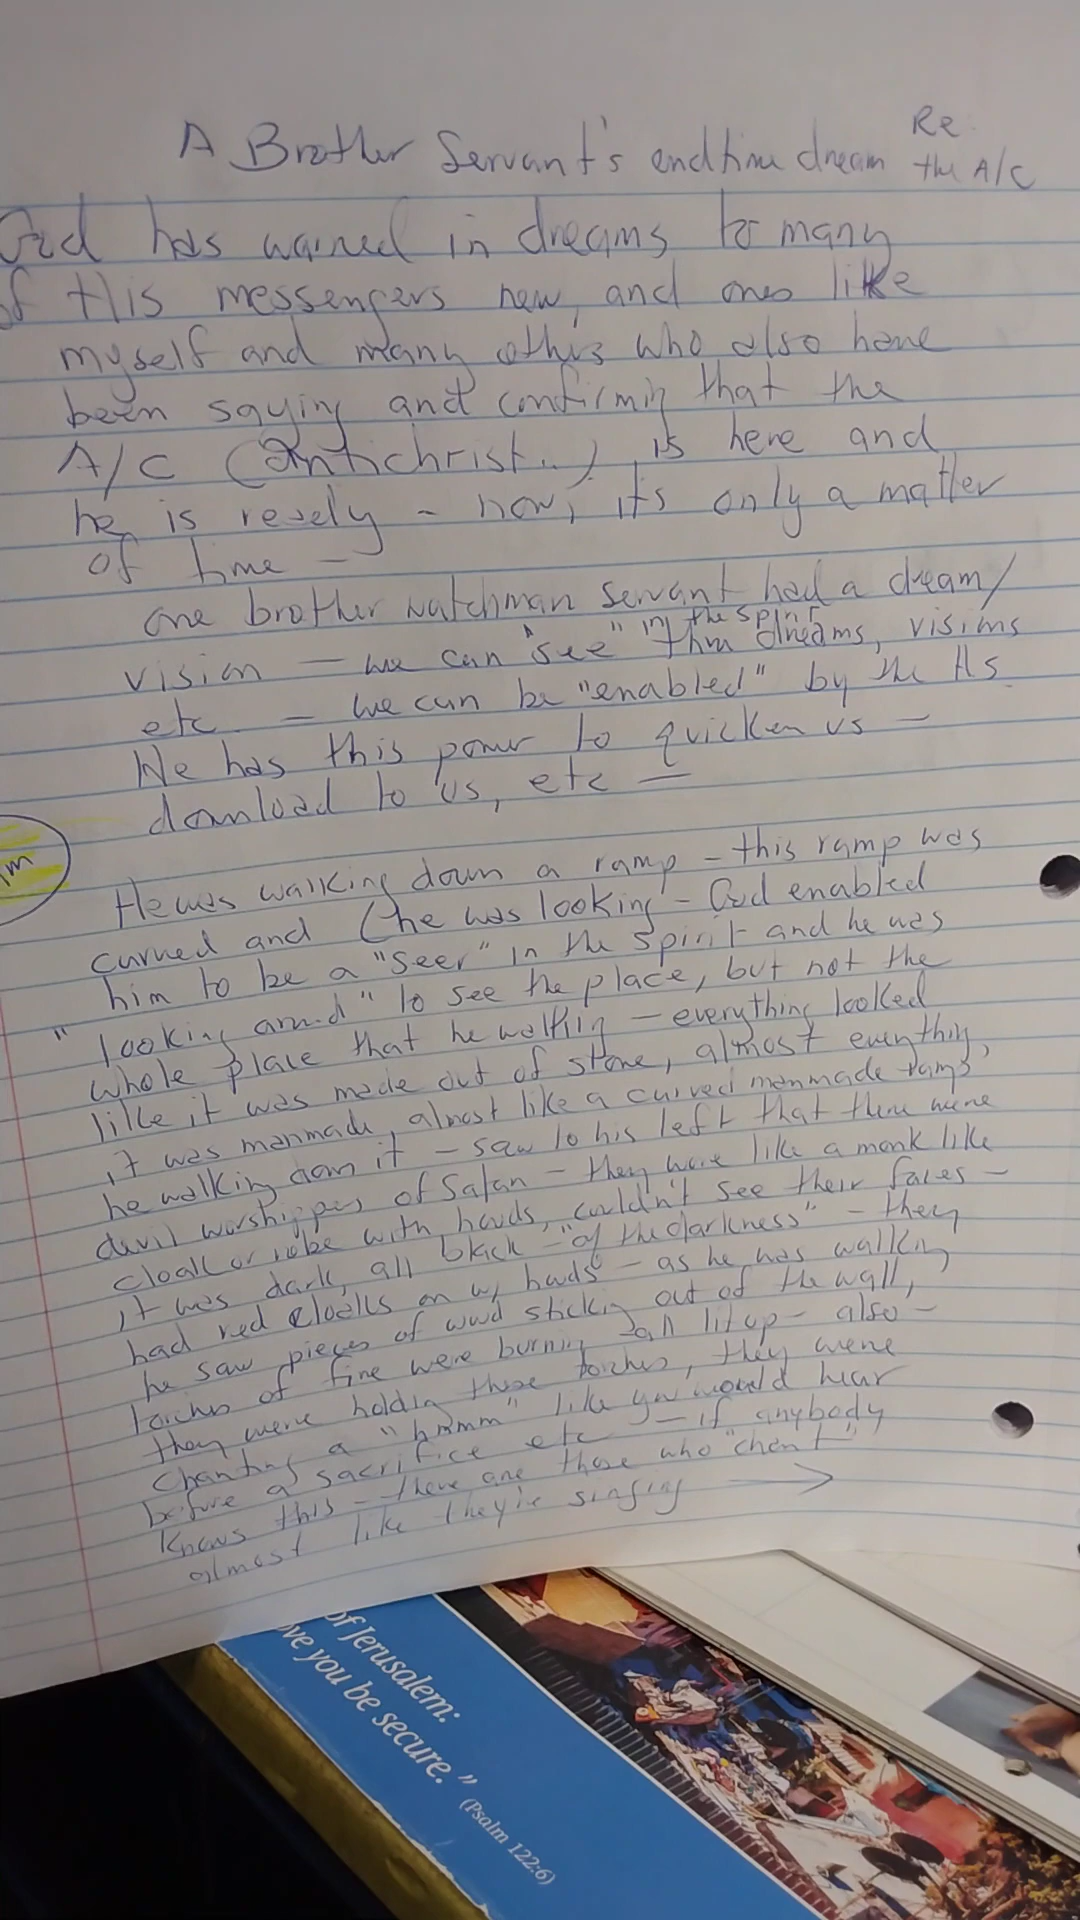 A Brother Servant's endtime dream Re the A/C
God has warned in dreams to many
of His messengers new, and ones like
myself and many othirs who also have
been saying and confirmin that the
A/C (antichrist..) is here and
he is redely - now, it's only a matter
of time -
one brother watchman servant had a dream/
vision - we can "see" in the spirit thru dreams, visions
etc - we can be "enabled" by the HS
He has this power to quicken us -
download to us, etc -
He was walking down a ramp - this ramp was
curved and (he was looking - God enabled
him to be a "seer" in the spirit and he was
"looking around" to see the place, but not the
whole place that he walkin - everything looked
like it was made out of stone, almost everything,
it was manmade, almost like a curved manmade ramp,
he walking down it - saw to his left that there were
devil worshippers of Satan - they were like a monk like
cloak or robe with hoods, couldn't see their faces -
it was dark, all black - "of the darkness" - they
had red cloaks on w/ hoods - as he was walkin
he saw pieces of wood stickin out of the wall,
torches of fire were burning all lit up - also -
they were holdin these torches, they were
chanting a "hmmm" like you would hear
before a sacrifice etc - if anybody
knows this - there are those who "chant"
almost like they're singing →
of Jerusalem:
ove you be secure."
(Psalm 122:6)